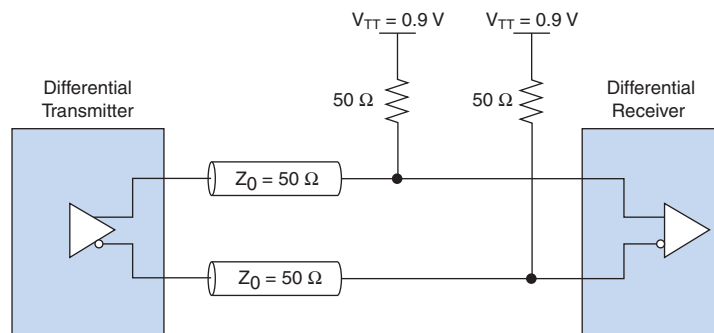 V_TT = 0.9 V V_TT = 0.9 V
Differential
Transmitter
Differential
Receiver
50 Ω 50 Ω
Z_0 = 50 Ω
Z_0 = 50 Ω